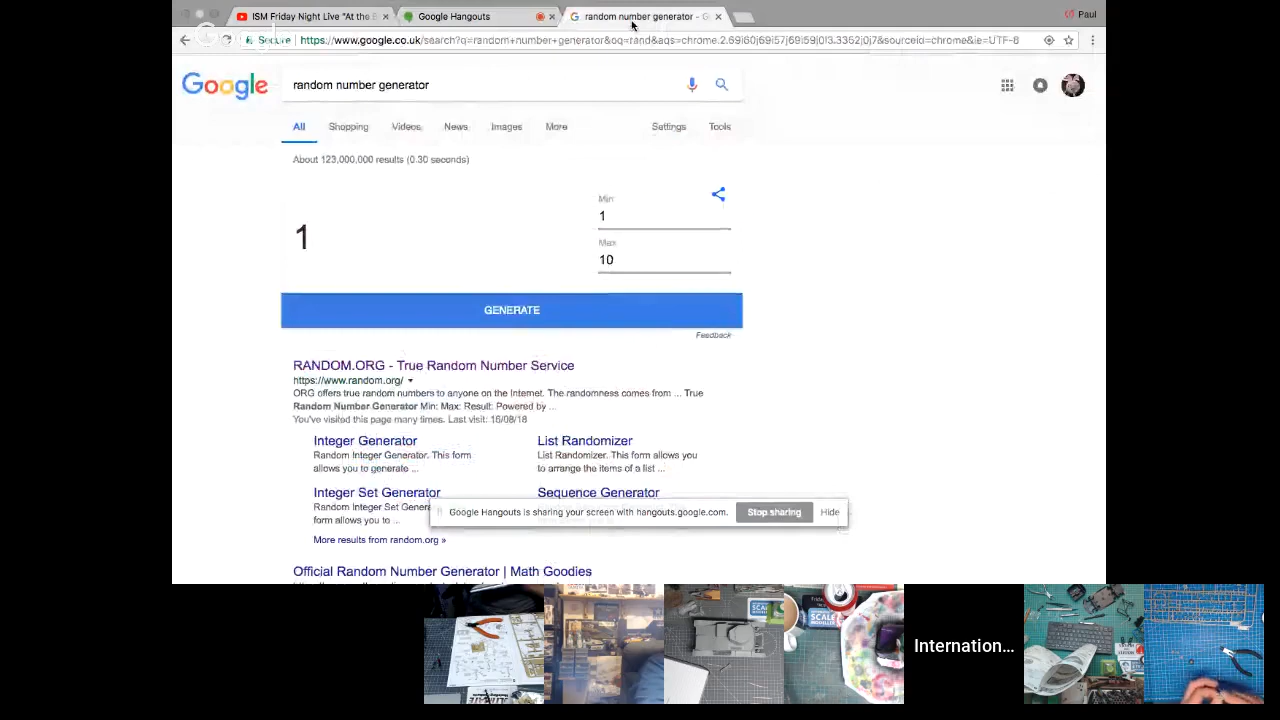 ISM Friday Night Live "At the B
Google Hangouts
random number generator - G
Paul
Secure
https://www.google.co.uk/search?q=random+number+generator&oq=rand&aqs=chrome.2.69i60j69i57j69i59j0l3.3352j0j7&sourceid=chrome&ie=UTF-8
Google
random number generator
All Shopping Videos News Images More Settings Tools
About 123,000,000 results (0.30 seconds)
Min
1
1
Max
10
GENERATE
Feedback
RANDOM.ORG - True Random Number Service
https://www.random.org/
ORG offers true random numbers to anyone on the Internet. The randomness comes from ... True
Random Number Generator Min: Max: Result: Powered by ...
You've visited this page many times. Last visit: 16/08/18
Integer Generator
Random Integer Generator. This form
allows you to generate ...
List Randomizer
List Randomizer. This form allows you
to arrange the items of a list ...
Integer Set Generator
Random Integer Set Genera
form allows you to ...
Sequence Generator
Google Hangouts is sharing your screen with hangouts.google.com.
Stop sharing
Hide
More results from random.org »
Official Random Number Generator | Math Goodies
SCALE
MODELLER
Internation...